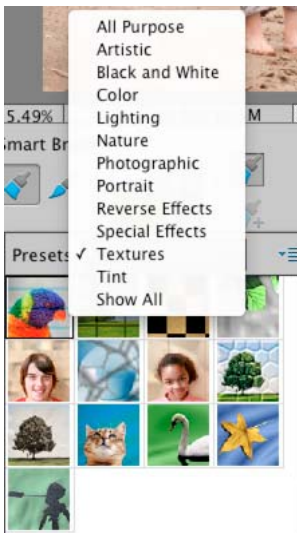 All Purpose
Artistic
Black and White
Color
5.49%
Lighting
M
Nature
Photographic
Portrait
Reverse Effects
Special Effects
Presets ✓ Textures
Tint
Show All